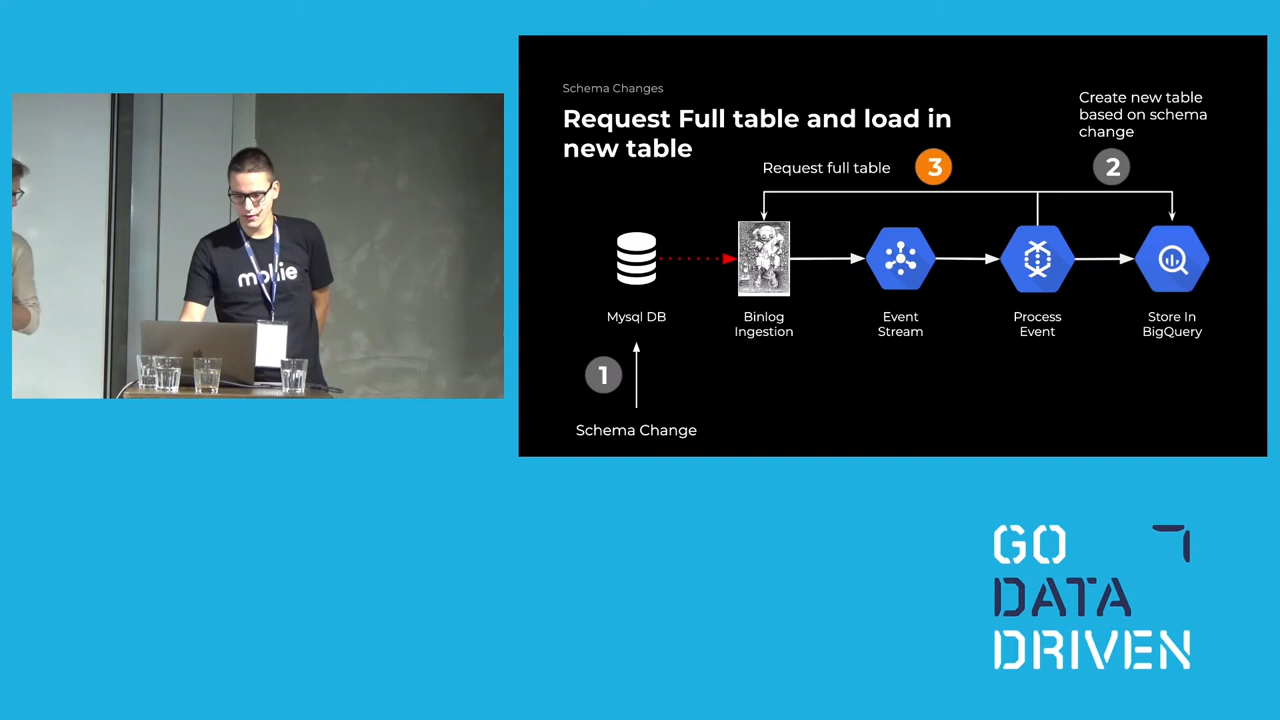 mollie
Schema Changes
Request Full table and load in
new table
Create new table
based on schema
change
Request full table
3
2
Mysql DB
Binlog
Ingestion
Event
Stream
Process
Event
Store In
BigQuery
1
Schema Change
GO
DATA
DRIVEN